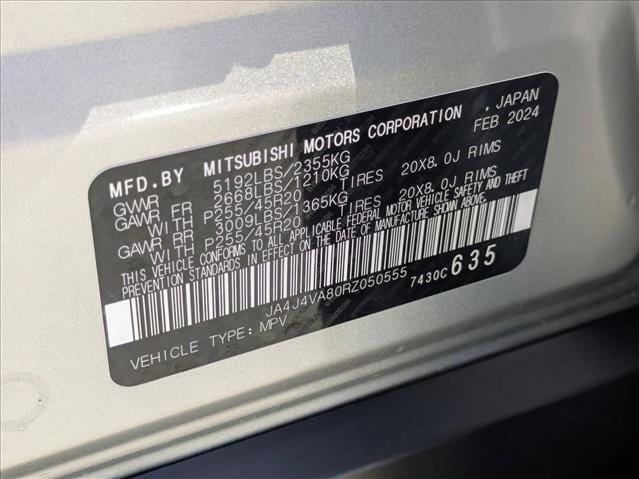 MFD.BY MITSUBISHI MOTORS CORPORATION , JAPAN
FEB 2024
GVWR 5192LBS/2355KG
GAWR FR 2668LBS/1210KG
WITH P255/45R20 TIRES 20X8.0J RIMS
GAWR RR 3009LBS/1365KG
WITH P255/45R20 TIRES 20X8.0J RIMS
THIS VEHICLE CONFORMS TO ALL APPLICABLE FEDERAL MOTOR VEHICLE SAFETY AND THEFT
PREVENTION STANDARDS IN EFFECT ON THE DATE OF MANUFACTURE SHOWN ABOVE.
JA4J4VA80RZ050555 7430C 635
VEHICLE TYPE: MPV